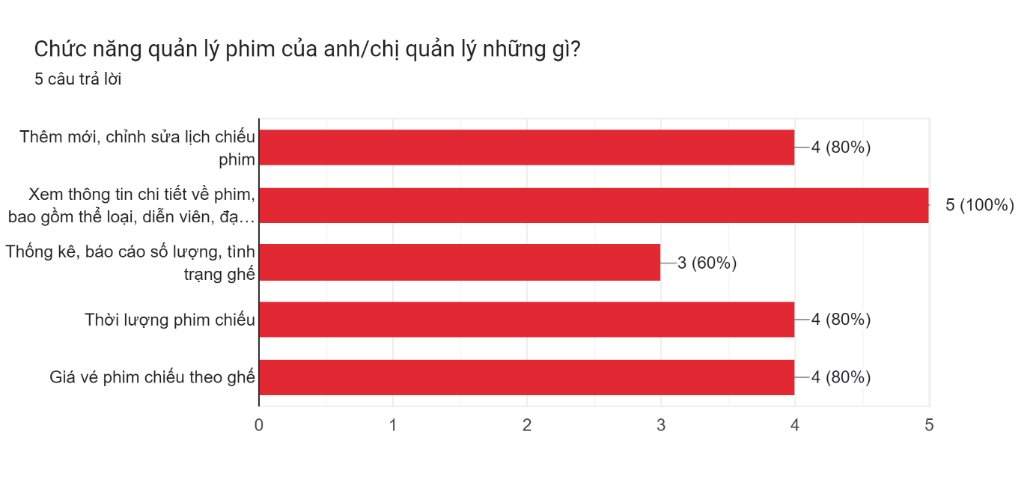 Chức năng quản lý phim của anh/chị quản lý những gì?
5 câu trả lời
Thêm mới, chỉnh sửa lịch chiếu
phim
4 (80%)
Xem thông tin chi tiết về phim,
bao gồm thể loại, diễn viên, đạ…
5 (100%)
Thống kê, báo cáo số lượng, tình
trạng ghế
3 (60%)
Thời lượng phim chiếu
4 (80%)
Giá vé phim chiếu theo ghế
4 (80%)
0 1 2 3 4 5